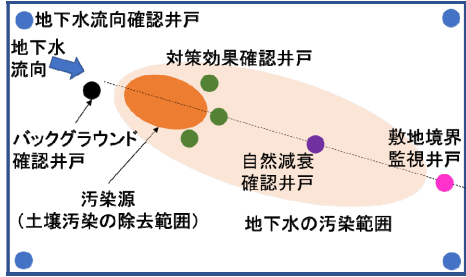 地下水流向確認井戸
地下水
流向
対策効果確認井戸
バックグラウンド
確認井戸
自然減衰
確認井戸
敷地境界
監視井戸
汚染源
(土壌汚染の除去範囲)
地下水の汚染範囲